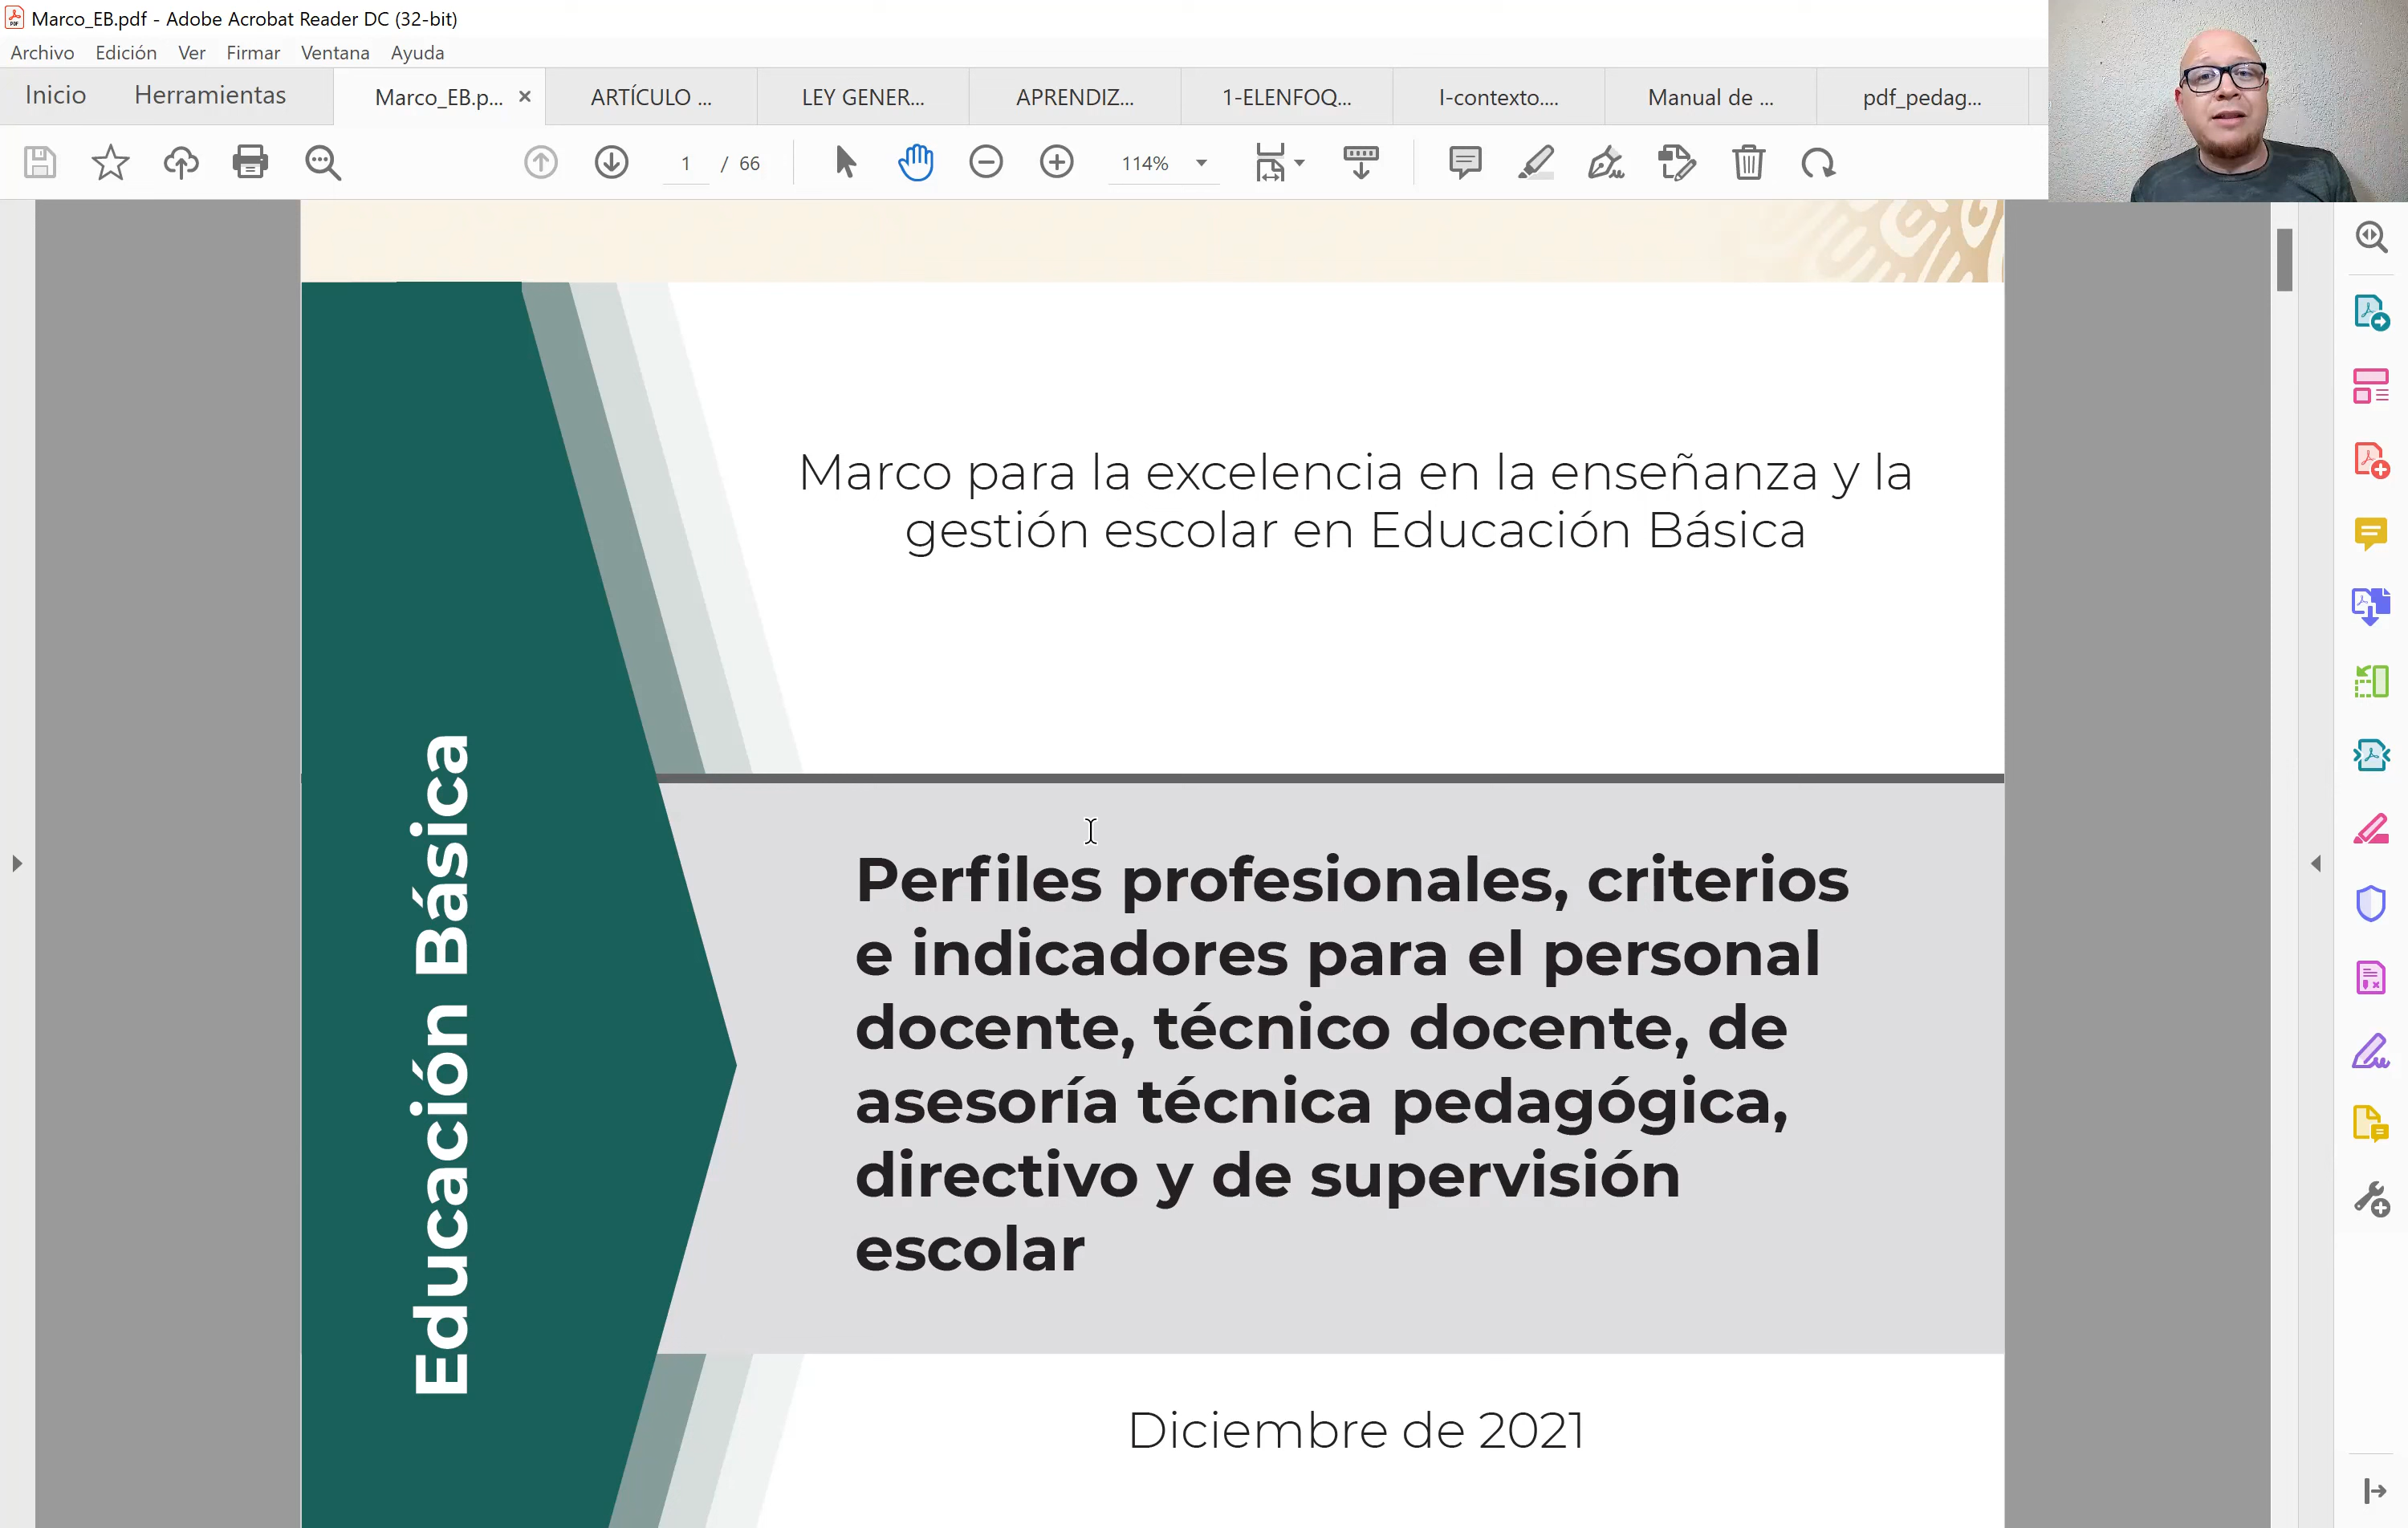 Marco_EB.pdf - Adobe Acrobat Reader DC (32-bit)
Archivo Edición Ver Firmar Ventana Ayuda
Inicio Herramientas Marco_EB.p... × ARTÍCULO ... LEY GENER... APRENDIZ... 1-ELENFOQ... I-contexto.... Manual de ... pdf_pedag...
1 / 66 114%
Marco para la excelencia en la enseñanza y la
gestión escolar en Educación Básica
Educación Básica
Perfiles profesionales, criterios
e indicadores para el personal
docente, técnico docente, de
asesoría técnica pedagógica,
directivo y de supervisión
escolar
Diciembre de 2021